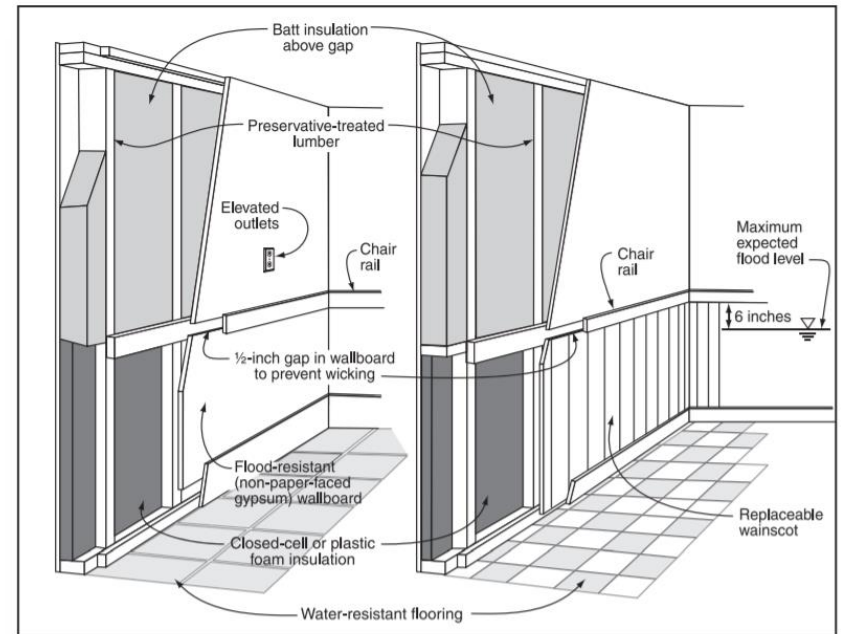 Batt insulation
above gap
Preservative-treated
lumber
Elevated
outlets
Chair
rail
Chair
rail
Maximum
expected
flood level
6 inches
½-inch gap in wallboard
to prevent wicking
Flood-resistant
(non-paper-faced
gypsum) wallboard
Closed-cell or plastic
foam insulation
Replaceable
wainscot
Water-resistant flooring